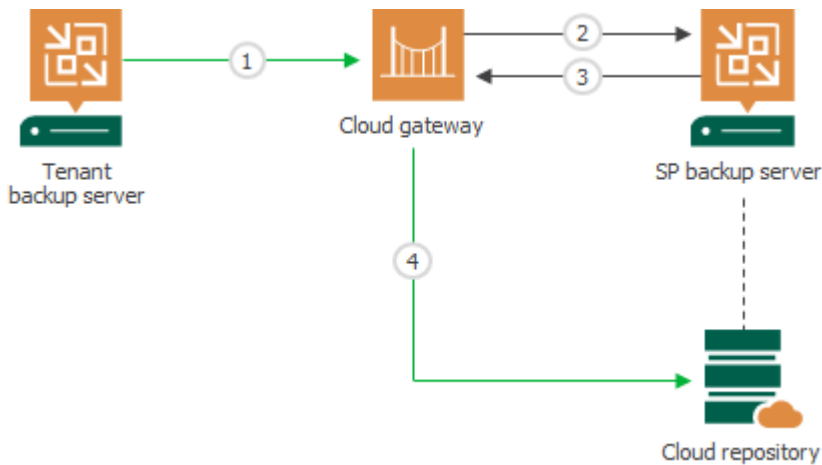 1
2
3
Cloud gateway
Tenant
backup server
SP backup server
4
Cloud repository